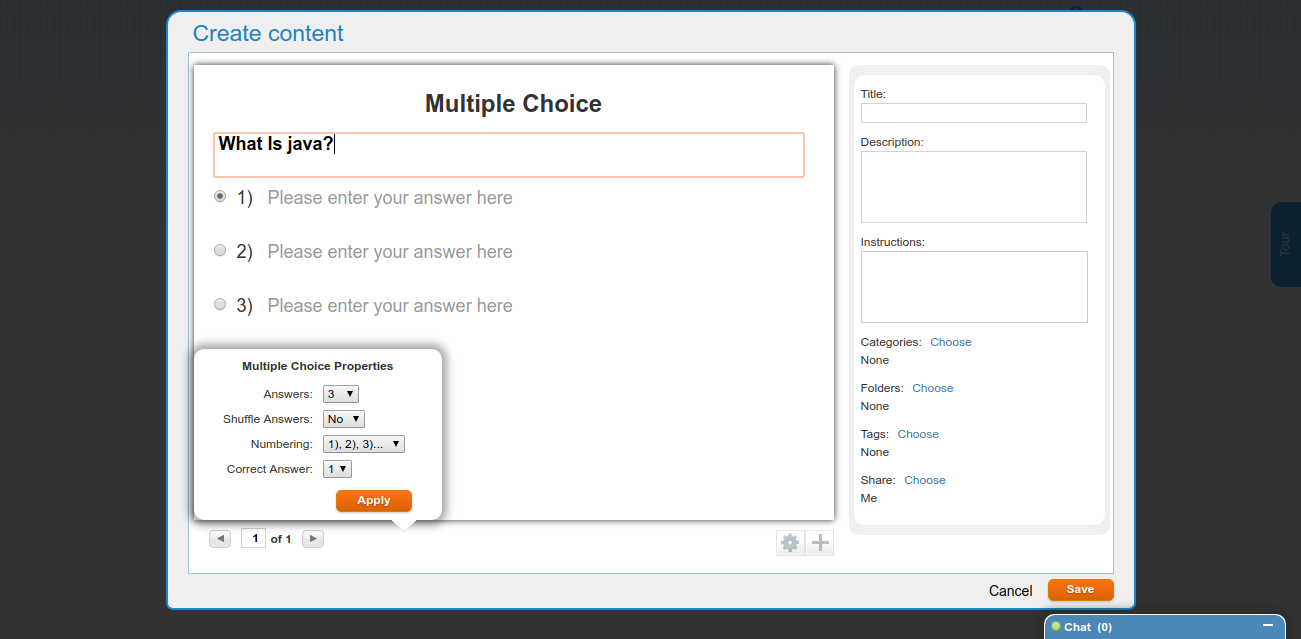 Create content
Multiple Choice
What Is java?
1) Please enter your answer here
2) Please enter your answer here
3) Please enter your answer here
Multiple Choice Properties
Answers: 3
Shuffle Answers: No
Numbering: 1), 2), 3)...
Correct Answer: 1
Apply
1 of 1
Title:
Description:
Instructions:
Categories: Choose
None
Folders: Choose
None
Tags: Choose
None
Share: Choose
Me
Cancel
Save
Tour
Chat (0)